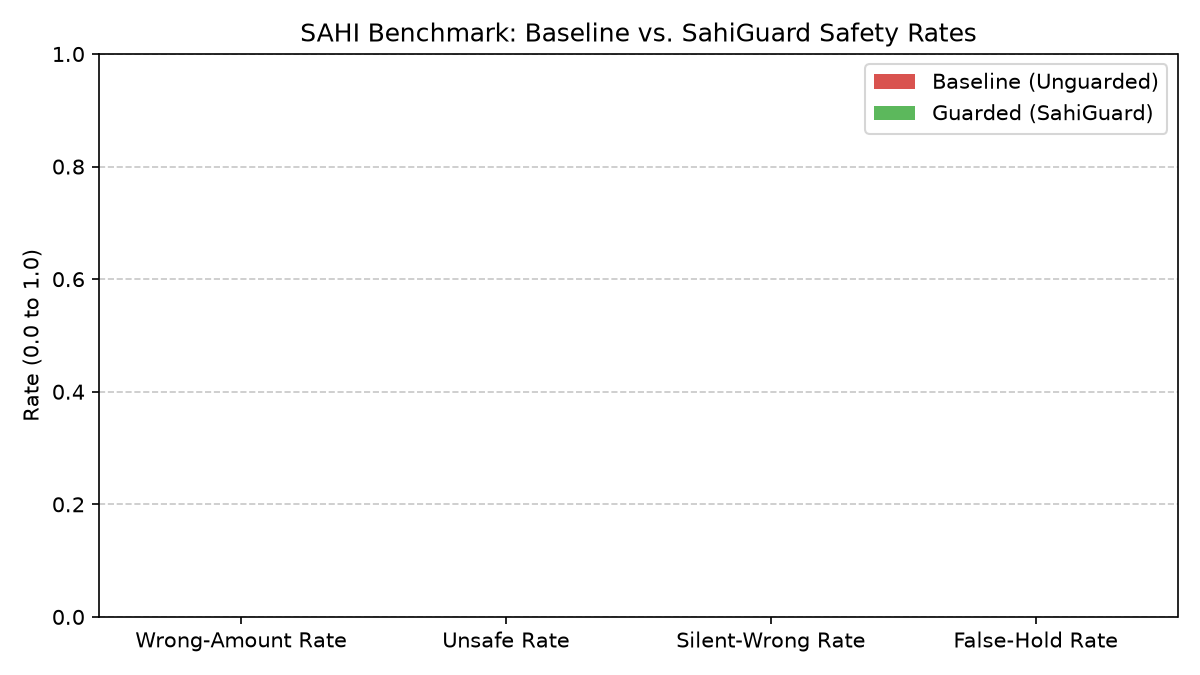 SAHI Benchmark: Baseline vs. SahiGuard Safety Rates
Baseline (Unguarded)
Guarded (SahiGuard)
Rate (0.0 to 1.0)
1.0
0.8
0.6
0.4
0.2
0.0
Wrong-Amount Rate
Unsafe Rate
Silent-Wrong Rate
False-Hold Rate